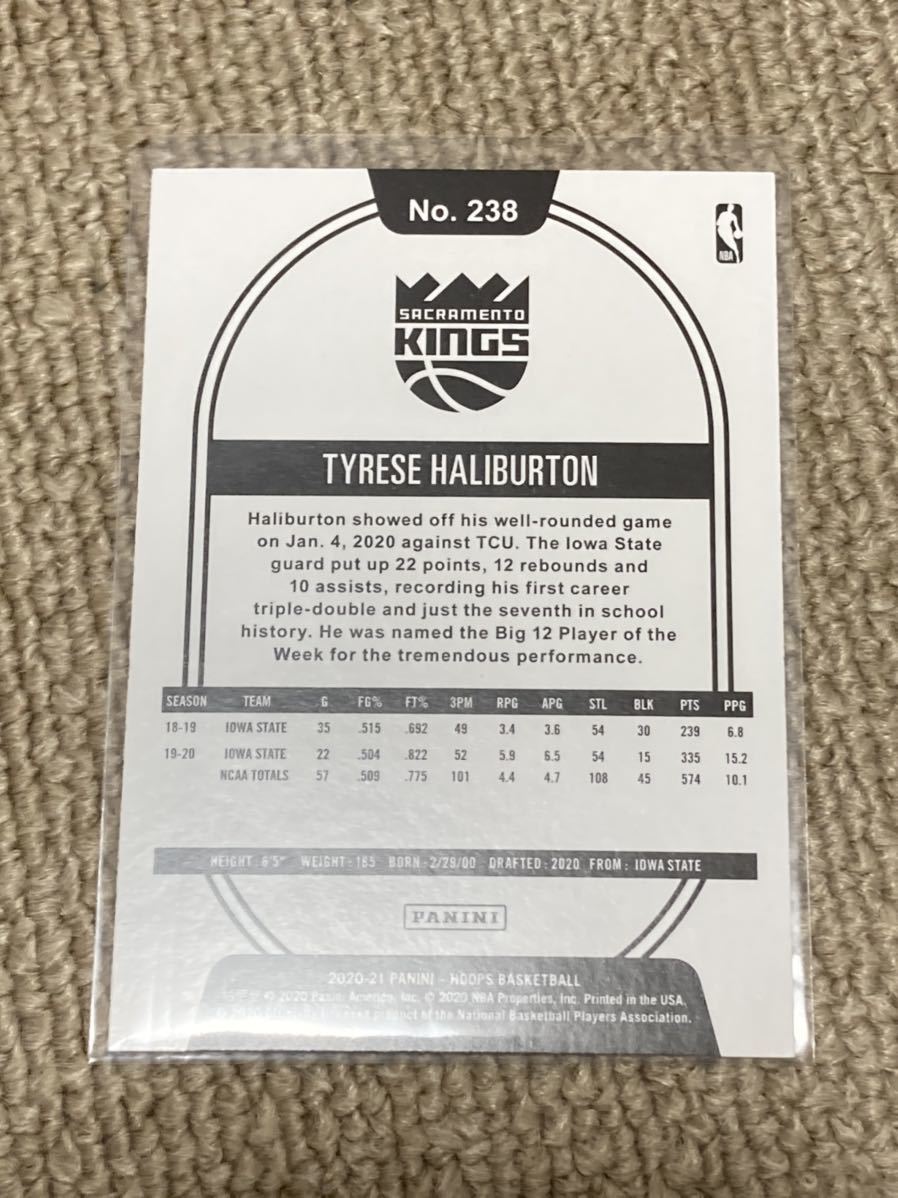 No. 238
NBA
SACRAMENTO
KINGS
TYRESE HALIBURTON
Haliburton showed off his well-rounded game
on Jan. 4, 2020 against TCU. The Iowa State
guard put up 22 points, 12 rebounds and
10 assists, recording his first career
triple-double and just the seventh in school
history. He was named the Big 12 Player of the
Week for the tremendous performance.
SEASON TEAM G FG% FT% 3PM RPG APG STL BLK PTS PPG
18-19 IOWA STATE 35 .515 .692 49 3.4 3.6 54 30 239 6.8
19-20 IOWA STATE 22 .504 .822 52 5.9 6.5 54 15 335 15.2
NCAA TOTALS 57 .509 .775 101 4.4 4.7 108 45 574 10.1
HEIGHT : 6'5" WEIGHT : 185 BORN : 2/29/00 DRAFTED : 2020 FROM : IOWA STATE
PANINI
2020-21 PANINI - HOOPS BASKETBALL
© 2020 Panini America, Inc. © 2020 NBA Properties, Inc. Printed in the USA.
product of the National Basketball Players Association.